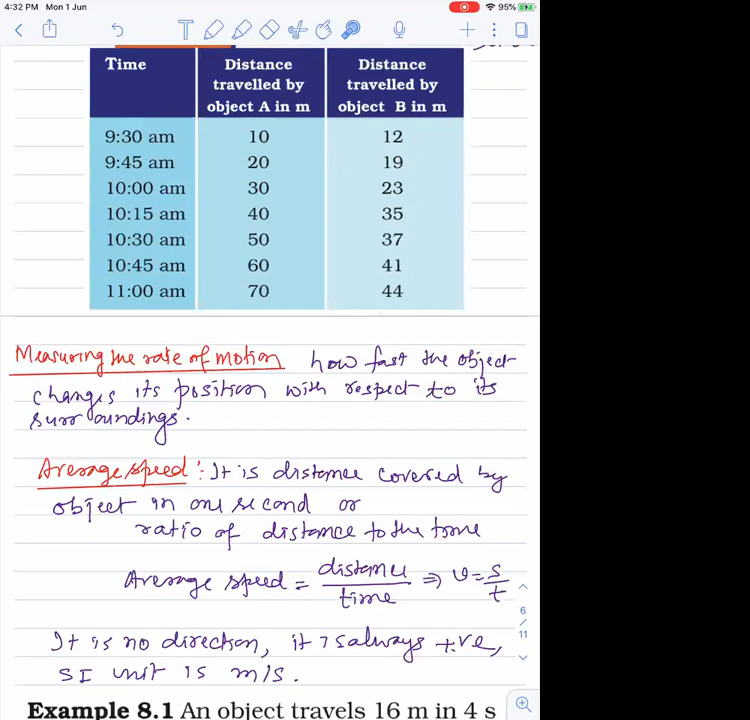 4:32 PM Mon 1 Jun
95%
Time Distance travelled by object A in m Distance travelled by object B in m
9:30 am 10 12
9:45 am 20 19
10:00 am 30 23
10:15 am 40 35
10:30 am 50 37
10:45 am 60 41
11:00 am 70 44
Measuring the rate of motion how fast the object
changes its position with respect to its
surroundings.
Average speed : It is distance covered by
object in one second or
ratio of distance to the time
Average speed = distance/time ⇒ v = s/t
It is no direction, it is always +ve,
SI unit is m/s.
6
/
11
Example 8.1 An object travels 16 m in 4 s